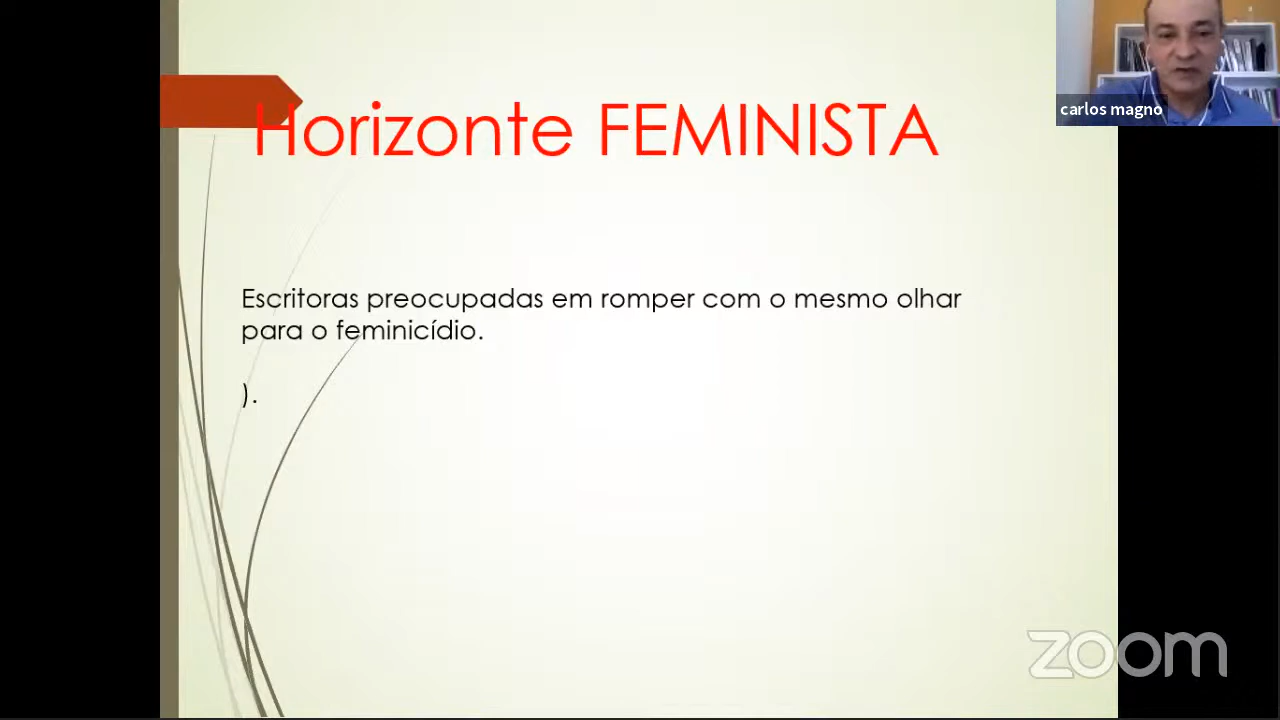 Horizonte FEMINISTA
carlos magno
Escritoras preocupadas em romper com o mesmo olhar
para o feminicídio.
).
zoom